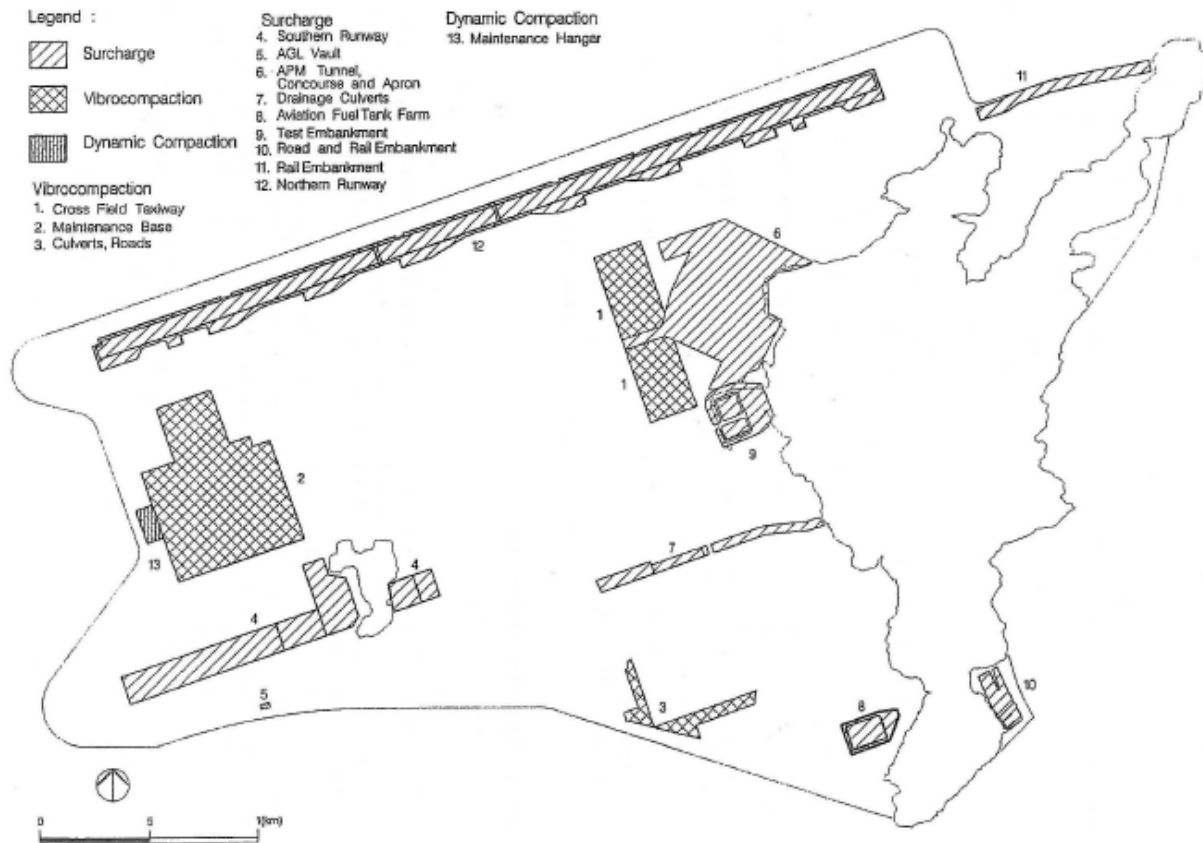 Legend :
Surcharge
Vibrocompaction
Dynamic Compaction
Vibrocompaction
1. Cross Field Taxiway
2. Maintenance Base
3. Culverts, Roads
Surcharge
4. Southern Runway
5. AGL Vault
6. APM Tunnel,
Concourse and Apron
7. Drainage Culverts
8. Aviation Fuel Tank Farm
9. Test Embankment
10. Road and Rail Embankment
11. Rail Embankment
12. Northern Runway
Dynamic Compaction
13. Maintenance Hangar
11
12
6
1
1
9
2
13
7
4
4
5
3
8
10
0 5 1(km)